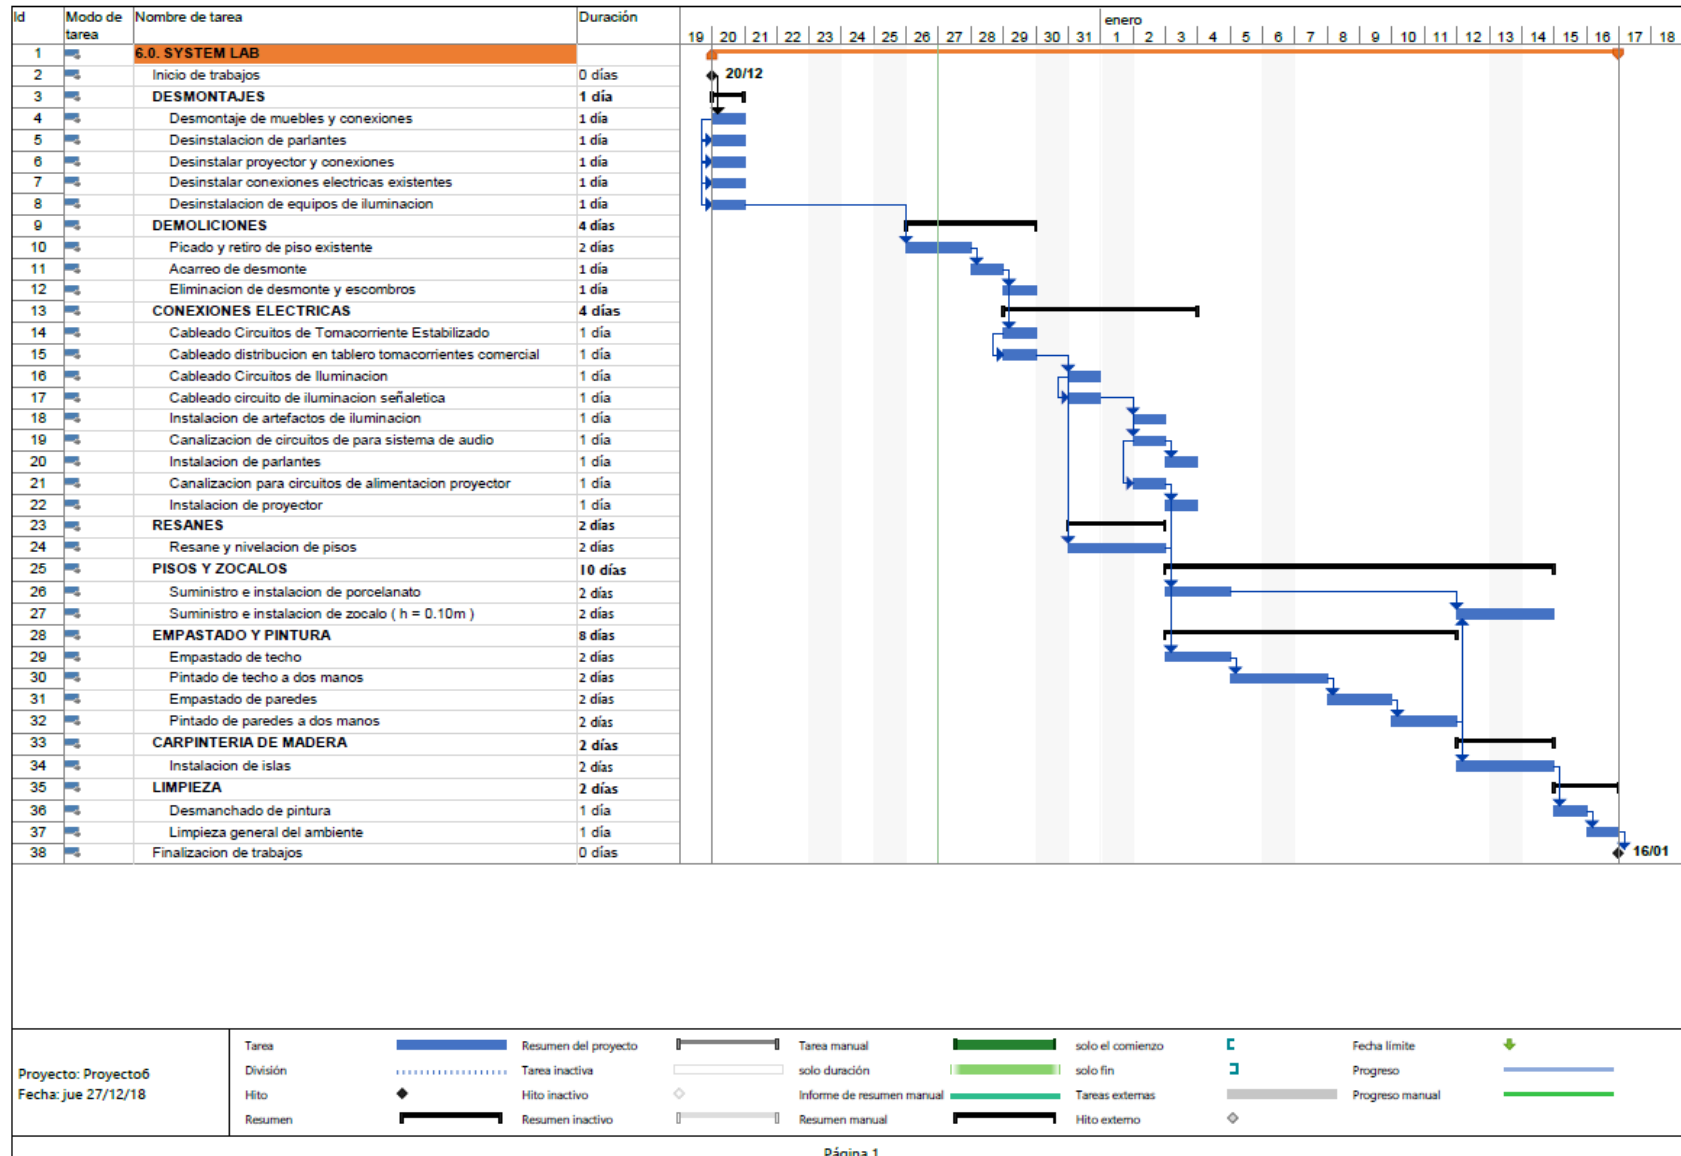 Id Modo de tarea Nombre de tarea Duración
enero
19 20 21 22 23 24 25 26 27 28 29 30 31 1 2 3 4 5 6 7 8 9 10 11 12 13 14 15 16 17 18
1 6.0. SYSTEM LAB
2 Inicio de trabajos 0 días 20/12
3 DESMONTAJES 1 día
4 Desmontaje de muebles y conexiones 1 día
5 Desinstalacion de parlantes 1 día
6 Desinstalar proyector y conexiones 1 día
7 Desinstalar conexiones electricas existentes 1 día
8 Desinstalacion de equipos de iluminacion 1 día
9 DEMOLICIONES 4 días
10 Picado y retiro de piso existente 2 días
11 Acarreo de desmonte 1 día
12 Eliminacion de desmonte y escombros 1 día
13 CONEXIONES ELECTRICAS 4 días
14 Cableado Circuitos de Tomacorriente Estabilizado 1 día
15 Cableado distribucion en tablero tomacorrientes comercial 1 día
16 Cableado Circuitos de Iluminacion 1 día
17 Cableado circuito de iluminacion señaletica 1 día
18 Instalacion de artefactos de iluminacion 1 día
19 Canalizacion de circuitos de para sistema de audio 1 día
20 Instalacion de parlantes 1 día
21 Canalizacion para circuitos de alimentacion proyector 1 día
22 Instalacion de proyector 1 día
23 RESANES 2 días
24 Resane y nivelacion de pisos 2 días
25 PISOS Y ZOCALOS 10 días
26 Suministro e instalacion de porcelanato 2 días
27 Suministro e instalacion de zocalo ( h = 0.10m ) 2 días
28 EMPASTADO Y PINTURA 8 días
29 Empastado de techo 2 días
30 Pintado de techo a dos manos 2 días
31 Empastado de paredes 2 días
32 Pintado de paredes a dos manos 2 días
33 CARPINTERIA DE MADERA 2 días
34 Instalacion de islas 2 días
35 LIMPIEZA 2 días
36 Desmanchado de pintura 1 día
37 Limpieza general del ambiente 1 día
38 Finalizacion de trabajos 0 días 16/01
Proyecto: Proyecto6
Fecha: jue 27/12/18
Tarea Resumen del proyecto Tarea manual solo el comienzo Fecha límite
División Tarea inactiva solo duración solo fin Progreso
Hito Hito inactivo Informe de resumen manual Tareas externas Progreso manual
Resumen Resumen inactivo Resumen manual Hito externo
Página 1